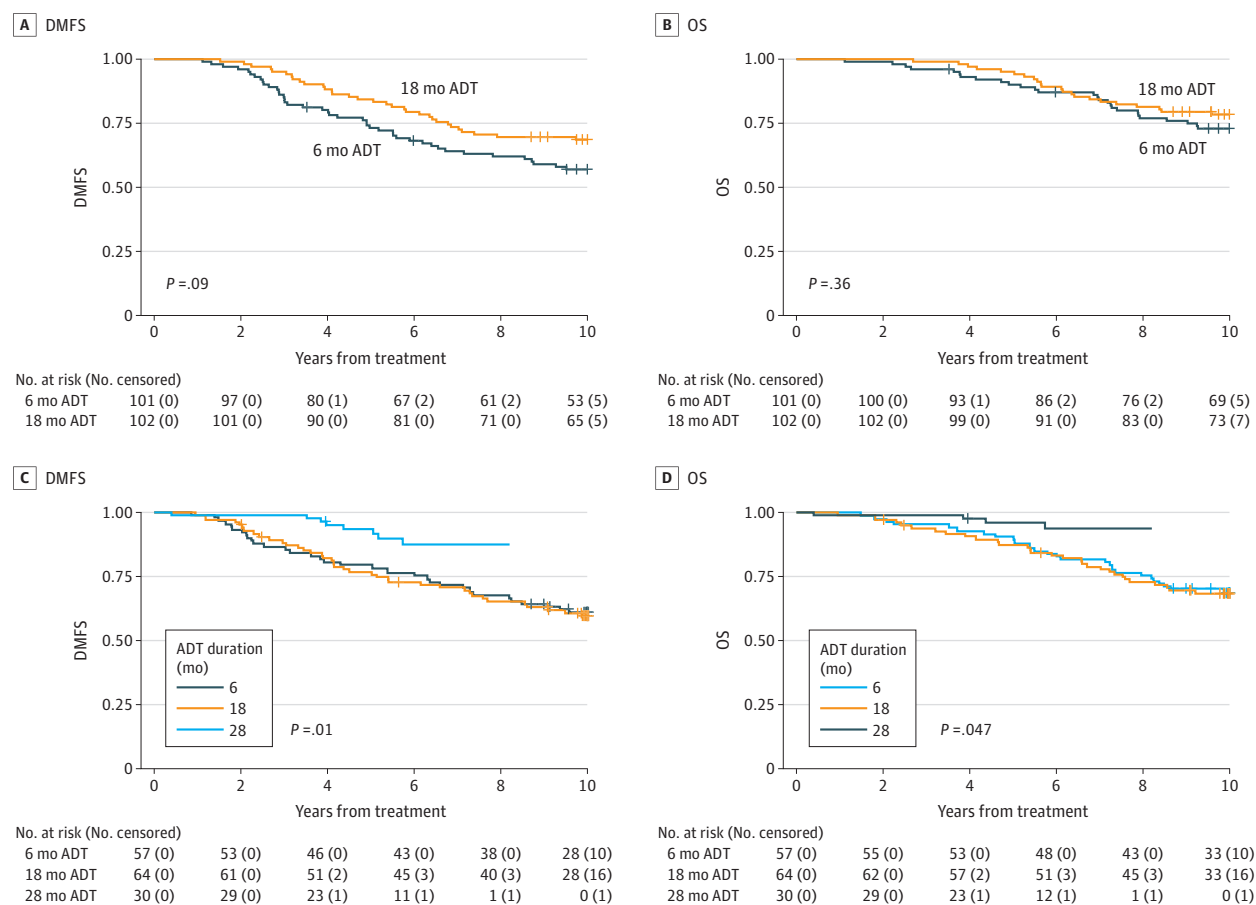 A DMFS
1.00
0.75
0.50
0.25
0
DMFS
18 mo ADT
6 mo ADT
P =.09
0 2 4 6 8 10
Years from treatment
No. at risk (No. censored)
6 mo ADT 101 (0) 97 (0) 80 (1) 67 (2) 61 (2) 53 (5)
18 mo ADT 102 (0) 101 (0) 90 (0) 81 (0) 71 (0) 65 (5)
B OS
1.00
0.75
0.50
0.25
0
OS
18 mo ADT
6 mo ADT
P =.36
0 2 4 6 8 10
Years from treatment
No. at risk (No. censored)
6 mo ADT 101 (0) 100 (0) 93 (1) 86 (2) 76 (2) 69 (5)
18 mo ADT 102 (0) 102 (0) 99 (0) 91 (0) 83 (0) 73 (7)
C DMFS
1.00
0.75
0.50
0.25
0
DMFS
ADT duration
(mo)
6
18
28
P =.01
0 2 4 6 8 10
Years from treatment
No. at risk (No. censored)
6 mo ADT 57 (0) 53 (0) 46 (0) 43 (0) 38 (0) 28 (10)
18 mo ADT 64 (0) 61 (0) 51 (2) 45 (3) 40 (3) 28 (16)
28 mo ADT 30 (0) 29 (0) 23 (1) 11 (1) 1 (1) 0 (1)
D OS
1.00
0.75
0.50
0.25
0
OS
ADT duration
(mo)
6
18
28
P =.047
0 2 4 6 8 10
Years from treatment
No. at risk (No. censored)
6 mo ADT 57 (0) 55 (0) 53 (0) 48 (0) 43 (0) 33 (10)
18 mo ADT 64 (0) 62 (0) 57 (2) 51 (3) 45 (3) 33 (16)
28 mo ADT 30 (0) 29 (0) 23 (1) 12 (1) 1 (1) 0 (1)